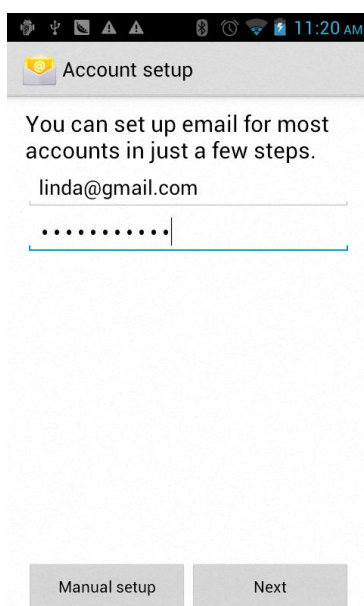 11:20 AM
Account setup
You can set up email for most
accounts in just a few steps.
linda@gmail.com
•••••••••••
Manual setup
Next